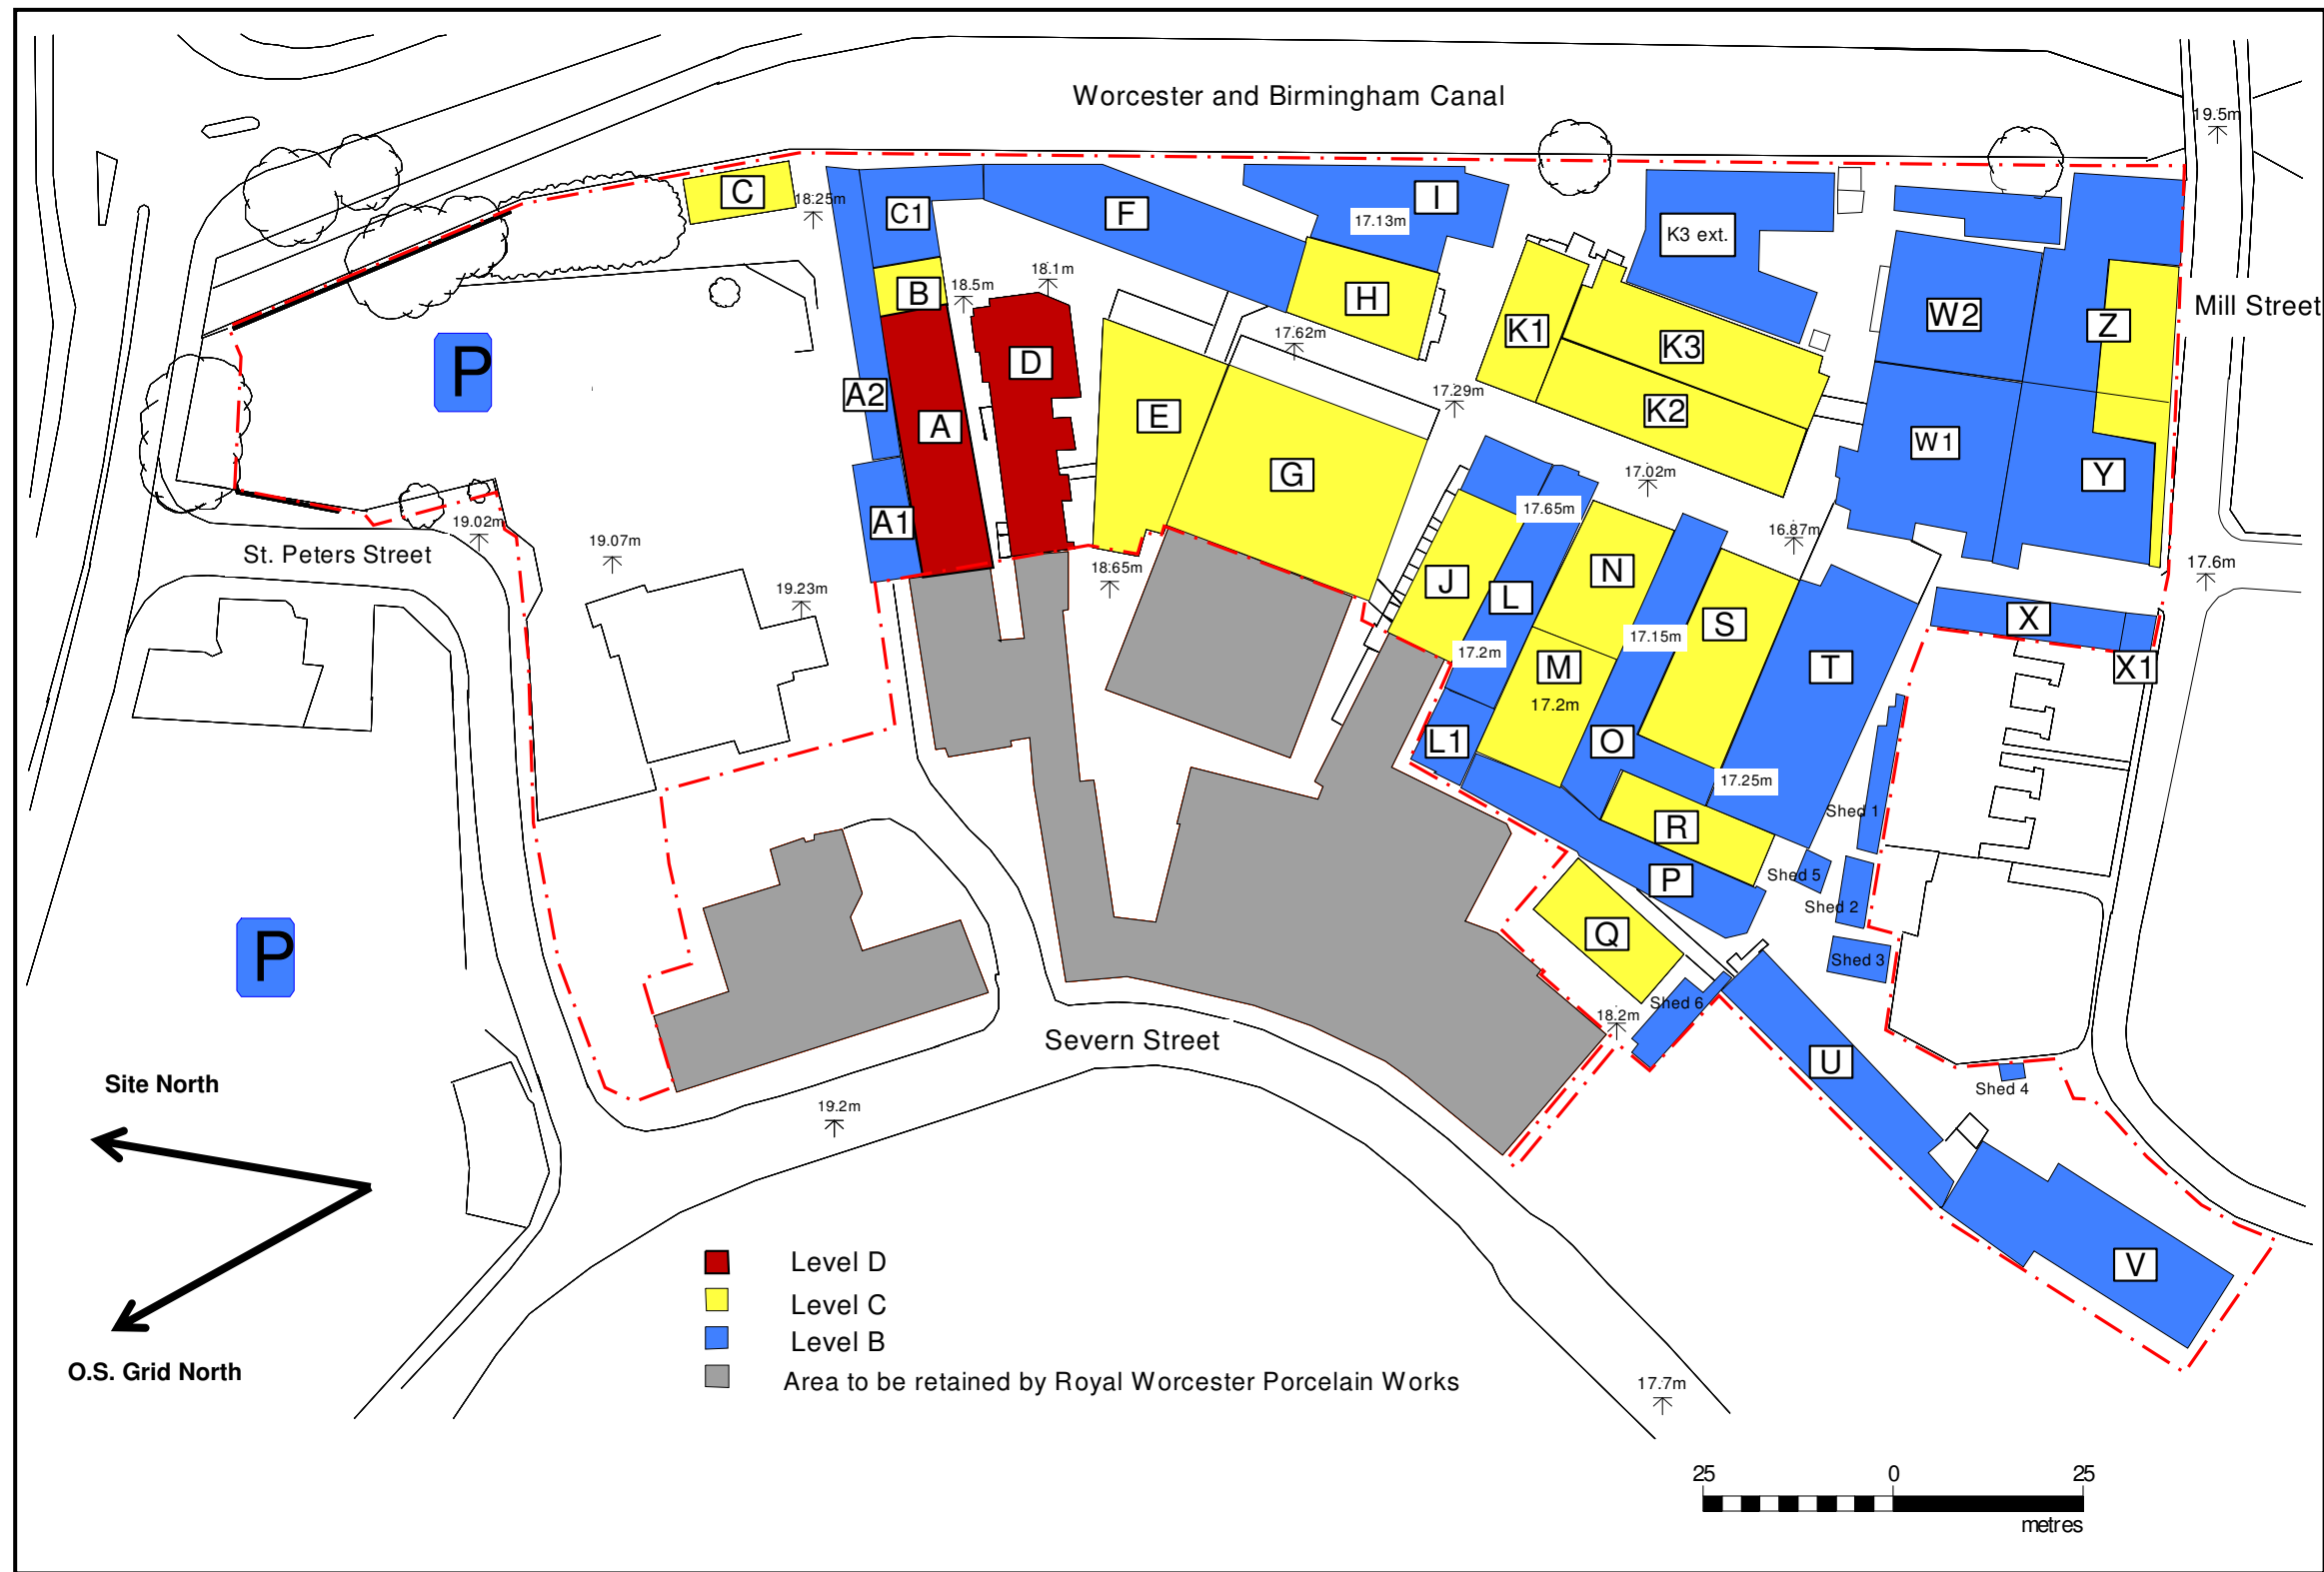 Worcester and Birmingham Canal
19.5m
C
18.25m
C1
F
I
17.13m
K3 ext.
B
18.5m
18.1m
H
W2
Z
Mill Street
P
D
17.62m
K1
K3
A2
A
E
17.29m
K2
W1
G
17.02m
Y
17.65m
19.02m
A1
16.87m
St. Peters Street
19.07m
18.65m
J
L
N
17.6m
19.23m
S
X
17.15m
17.2m
M
T
X1
17.2m
L1
O
17.25m
Shed 1
R
Shed 5
P
Shed 2
Q
P
Shed 3
Shed 6
18.2m
Severn Street
U
Shed 4
Site North
19.2m
V
Level D
Level C
Level B
O.S. Grid North
Area to be retained by Royal Worcester Porcelain Works
17.7m
25 0 25
metres